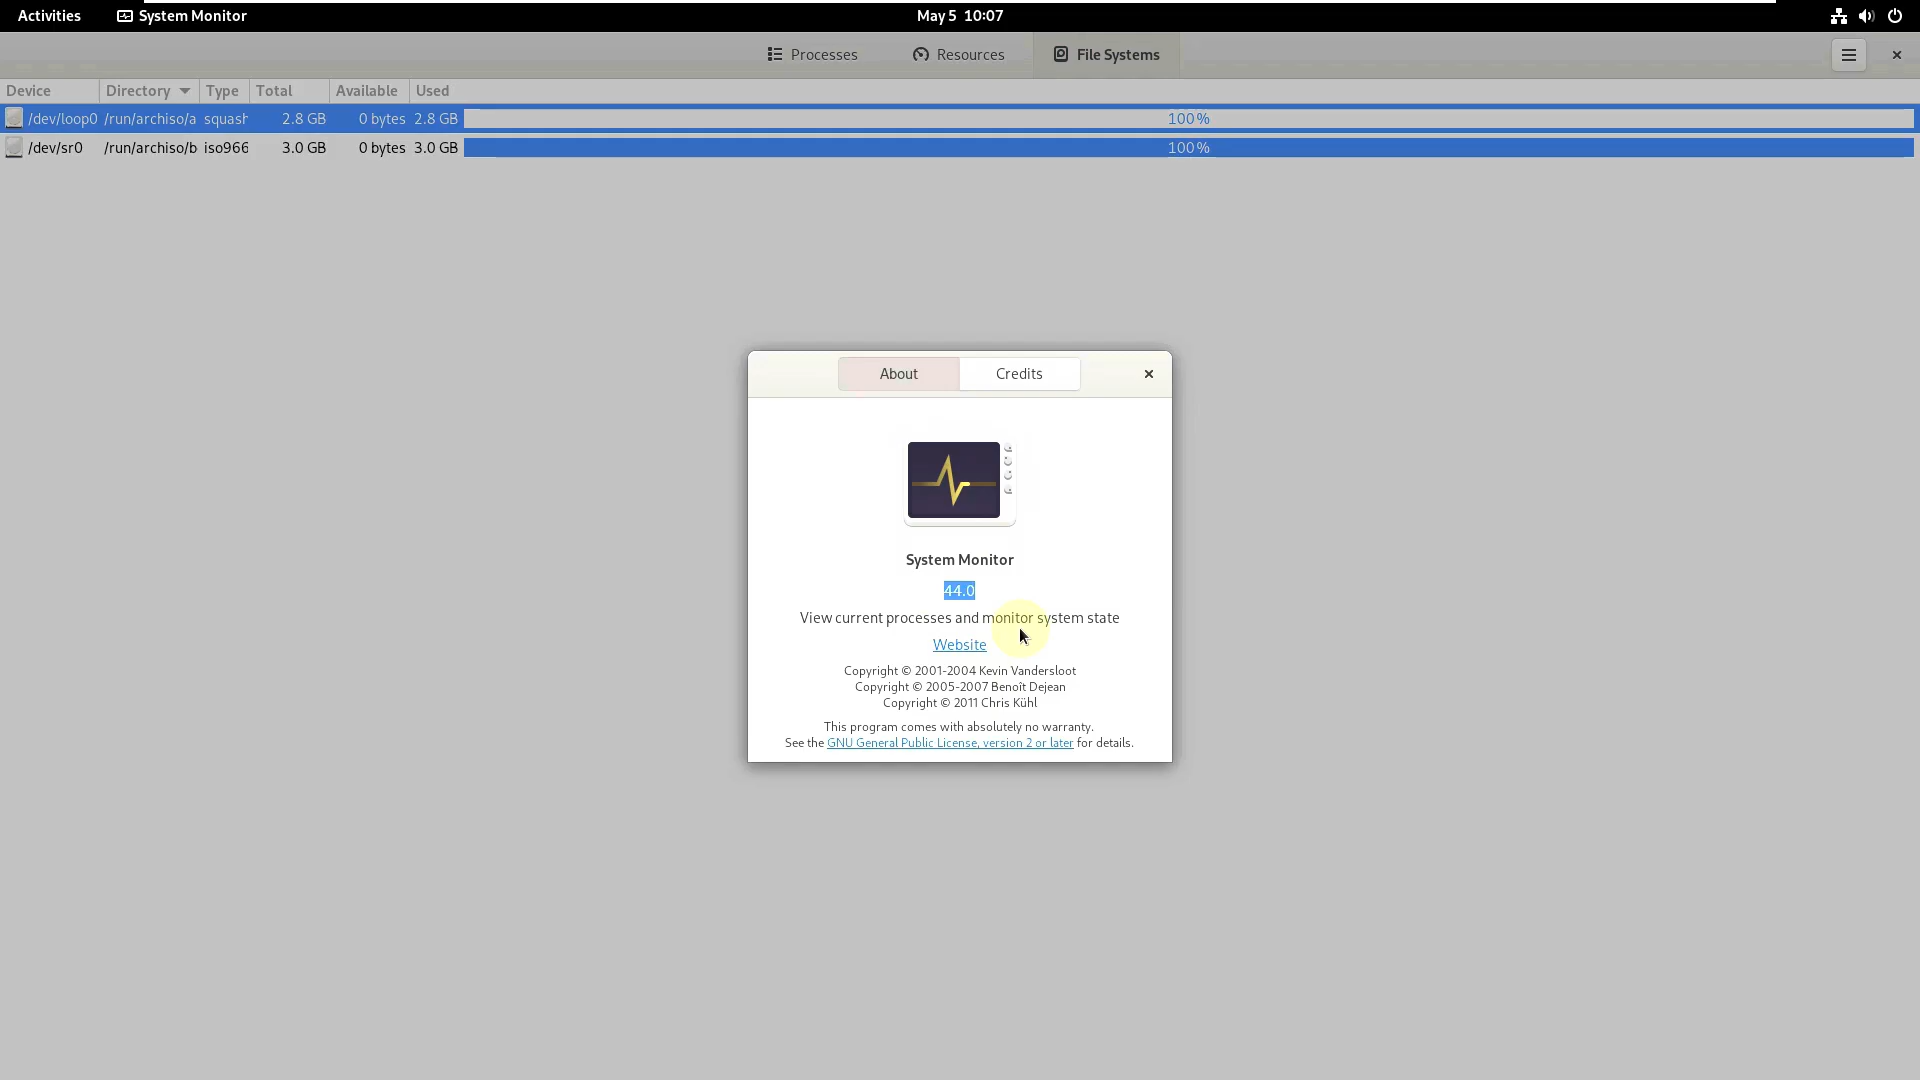 Activities System Monitor May 5 10:07
Processes Resources File Systems
Device Directory Type Total Available Used
/dev/loop0 /run/archiso/a squash 2.8 GB 0 bytes 2.8 GB 100%
/dev/sr0 /run/archiso/b iso966 3.0 GB 0 bytes 3.0 GB 100%
About Credits
System Monitor
44.0
View current processes and monitor system state
Website
Copyright © 2001-2004 Kevin Vandersloot
Copyright © 2005-2007 Benoît Dejean
Copyright © 2011 Chris Kühl
This program comes with absolutely no warranty.
See the GNU General Public License, version 2 or later for details.